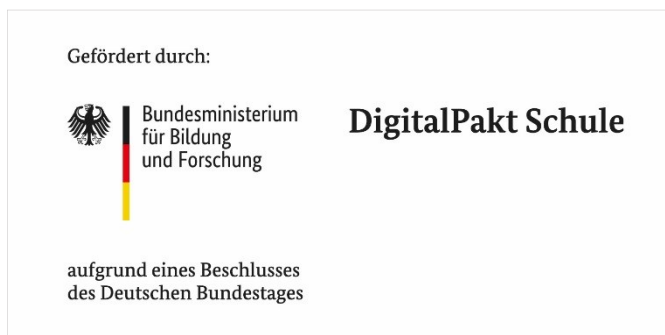 Gefördert durch:
Bundesministerium
für Bildung
und Forschung
DigitalPakt Schule
aufgrund eines Beschlusses
des Deutschen Bundestages